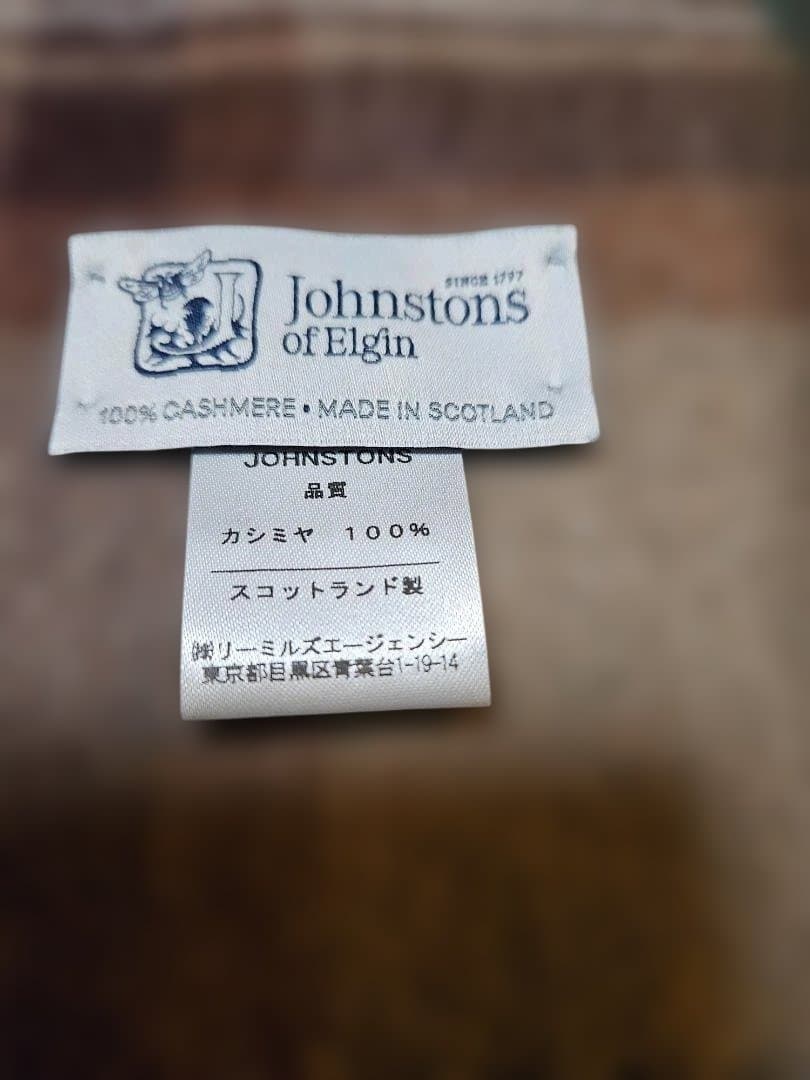 SINCE 1797
Johnstons
of Elgin
100% CASHMERE • MADE IN SCOTLAND
JOHNSTONS
品質
カシミヤ 100%
スコットランド製
㈱リーミルズエージェンシー
東京都目黒区青葉台1-19-14